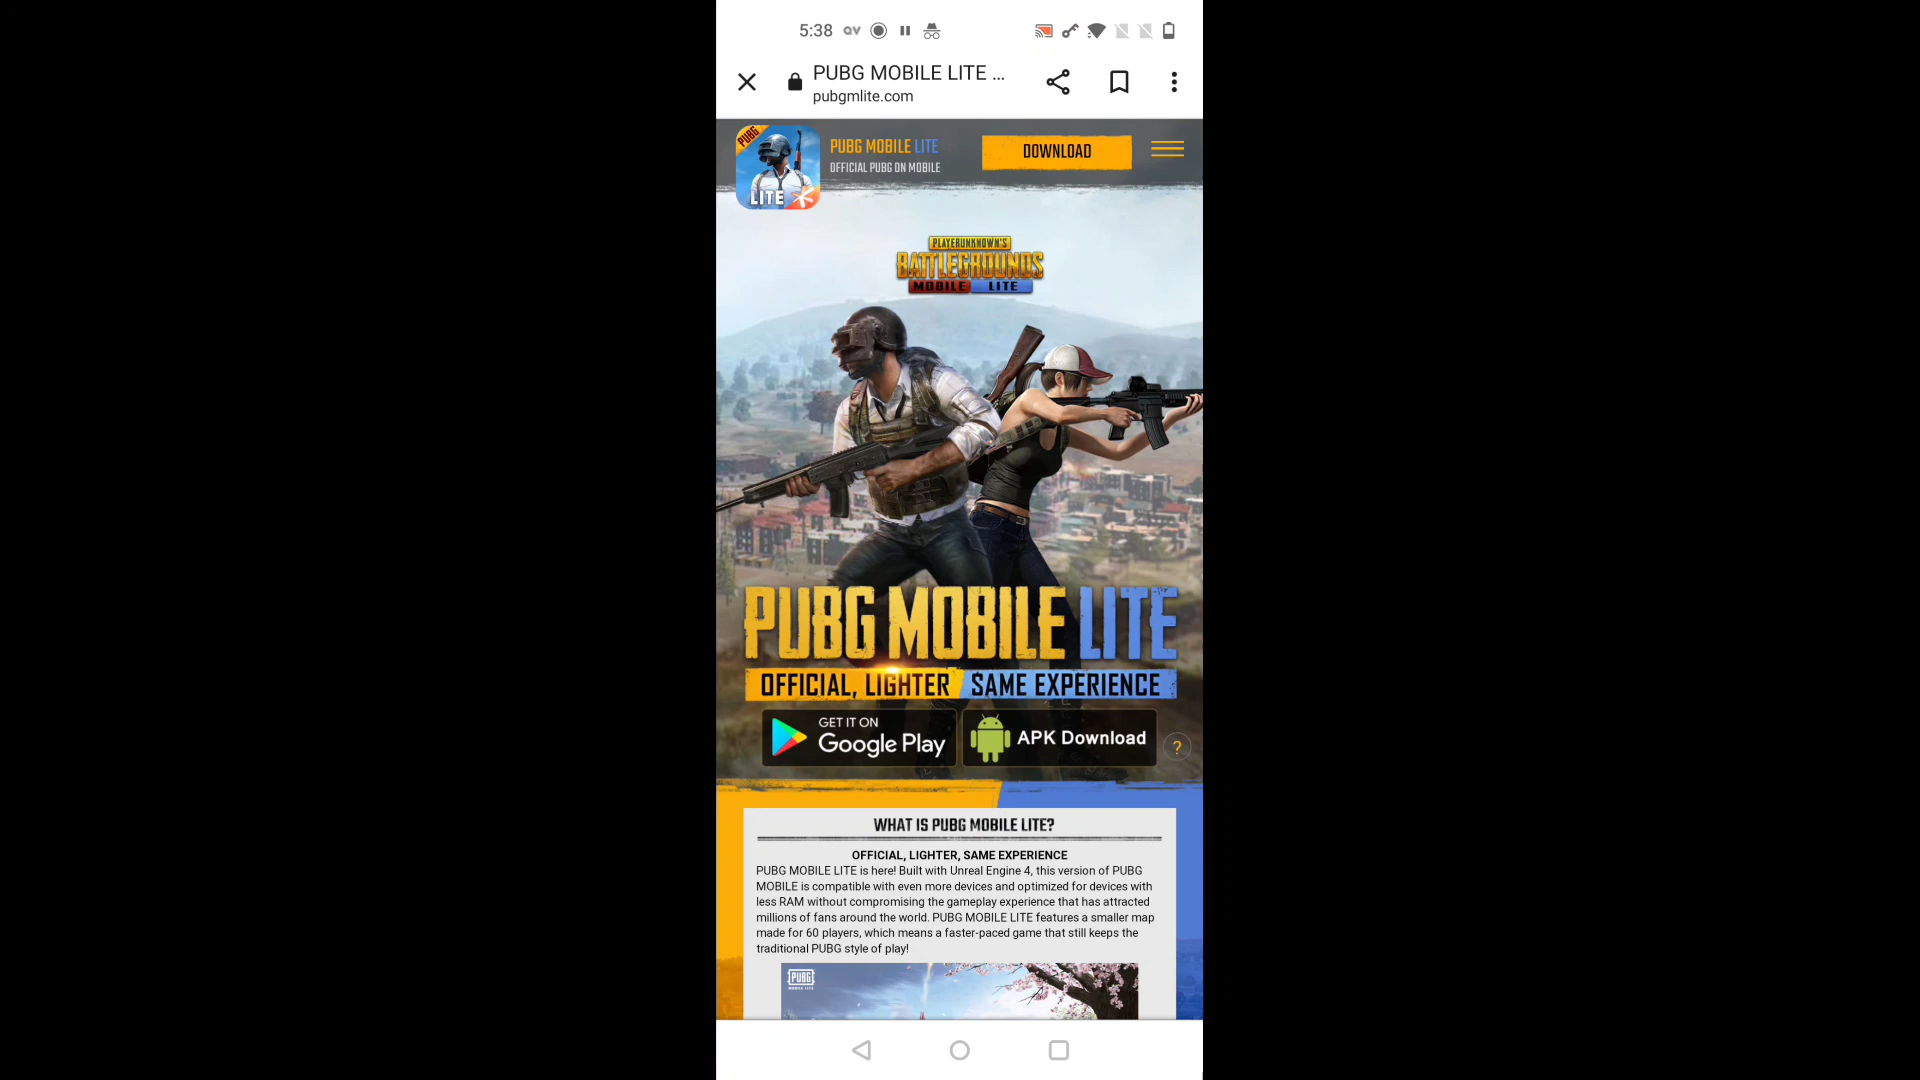 5:38
PUBG MOBILE LITE ...
pubgmlite.com
PUBG
LITE
PUBG MOBILE LITE
OFFICIAL PUBG ON MOBILE
DOWNLOAD
PLAYERUNKNOWN'S
BATTLEGROUNDS
MOBILE LITE
PUBG MOBILE LITE
OFFICIAL, LIGHTER SAME EXPERIENCE
GET IT ON
Google Play
APK Download
?
WHAT IS PUBG MOBILE LITE?
OFFICIAL, LIGHTER, SAME EXPERIENCE
PUBG MOBILE LITE is here! Built with Unreal Engine 4, this version of PUBG
MOBILE is compatible with even more devices and optimized for devices with
less RAM without compromising the gameplay experience that has attracted
millions of fans around the world. PUBG MOBILE LITE features a smaller map
made for 60 players, which means a faster-paced game that still keeps the
traditional PUBG style of play!
PUBG
MOBILE LITE